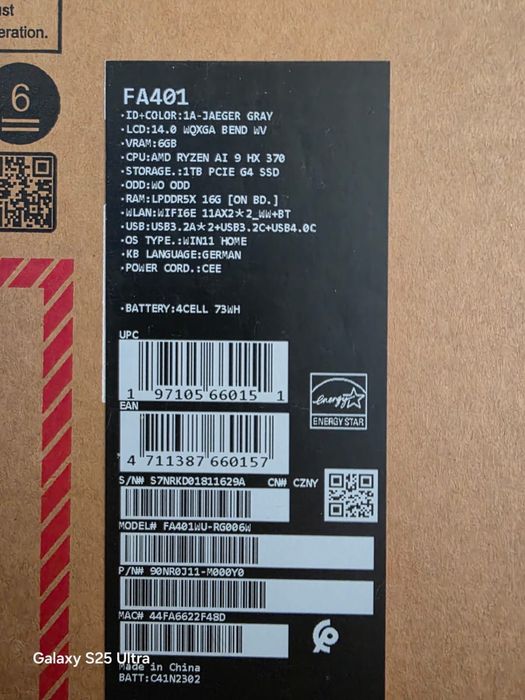 ust
eration.
6
FA401
·ID+COLOR:1A-JAEGER GRAY
·LCD:14.0 WQXGA BEND WV
·VRAM:6GB
·CPU:AMD RYZEN AI 9 HX 370
·STORAGE.:1TB PCIE G4 SSD
·ODD:WO ODD
·RAM:LPDDR5X 16G [ON BD.]
·WLAN:WIFI6E 11AX2*2_WW+BT
·USB:USB3.2A*2+USB3.2C+USB4.0C
·OS TYPE.:WIN11 HOME
·KB LANGUAGE:GERMAN
·POWER CORD.:CEE
·BATTERY:4CELL 73WH
UPC
1 97105 66015 1
EAN
4 711387 660157
energy
ENERGY STAR
S/N# S7NRKD01811629A CN# CZNY
MODEL# FA401WU-RG006W
P/N# 90NR0J11-M000Y0
MAC# 44FA6622F48D
Made in China
BATT:C41N2302
Galaxy S25 Ultra